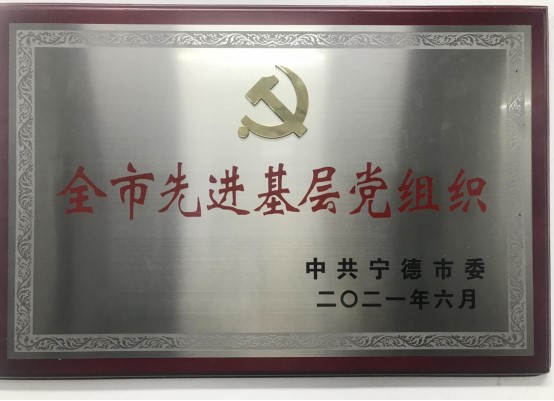 全市先进基层党组织
中共宁德市委
二〇二一年六月